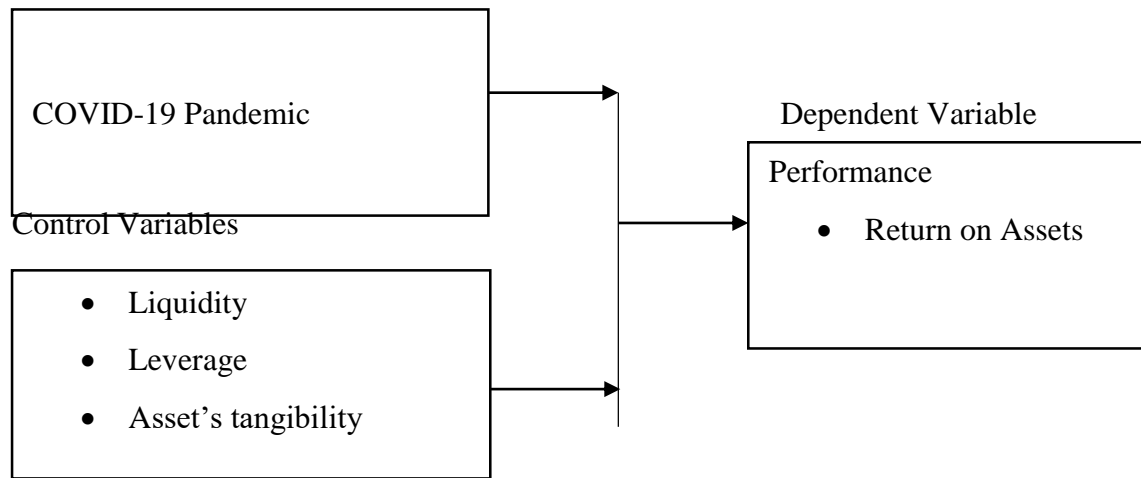 COVID-19 Pandemic
Control Variables
• Liquidity
• Leverage
• Asset’s tangibility
Dependent Variable
Performance
• Return on Assets